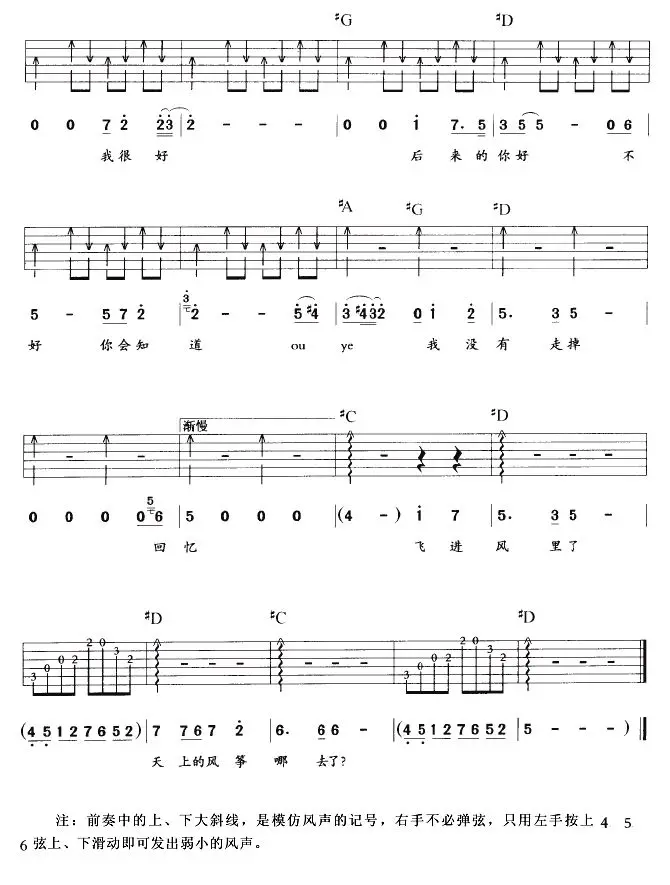 ♯G ♯D
0 0 7 2̇ 2̇3̇ | 2̇ - - - | 0 0 1̇ 7. 5 | 3 5 5 - 0 6 |
我很 好 后 来 的 你 好 不
♯A ♯G ♯D
5 - 5 7 2̇ | 2̇ - - 5̇ ♯4̇ | 3̇ ♯4̇3̇2̇ 0 1̇ 2̇ | 5. 3 5 - |
好 你 会 知 道 ou ye 我 没 有 走 掉
渐慢 ♯C ♯D
0 0 0 0 6 | 5 0 0 0 | (4 -) 1̇ 7 | 5. 3 5 - |
回 忆 飞 进 风 里 了
♯D ♯C ♯D
3 0 0 2 2 0 3 2 3 0 0 2 2 0 3 2
(4̣ 5̣ 1 2 7 6 5 2) | 7 7 6 7 2̇ | 6. 6 6 - | (4̣ 5̣ 1 2 7 6 5 2 | 5 - - -) ‖
天 上 的 风 筝 哪 去 了?
注：前奏中的上、下大斜线，是模仿风声的记号，右手不必弹弦，只用左手按上 4 5
6 弦上、下滑动即可发出弱小的风声。